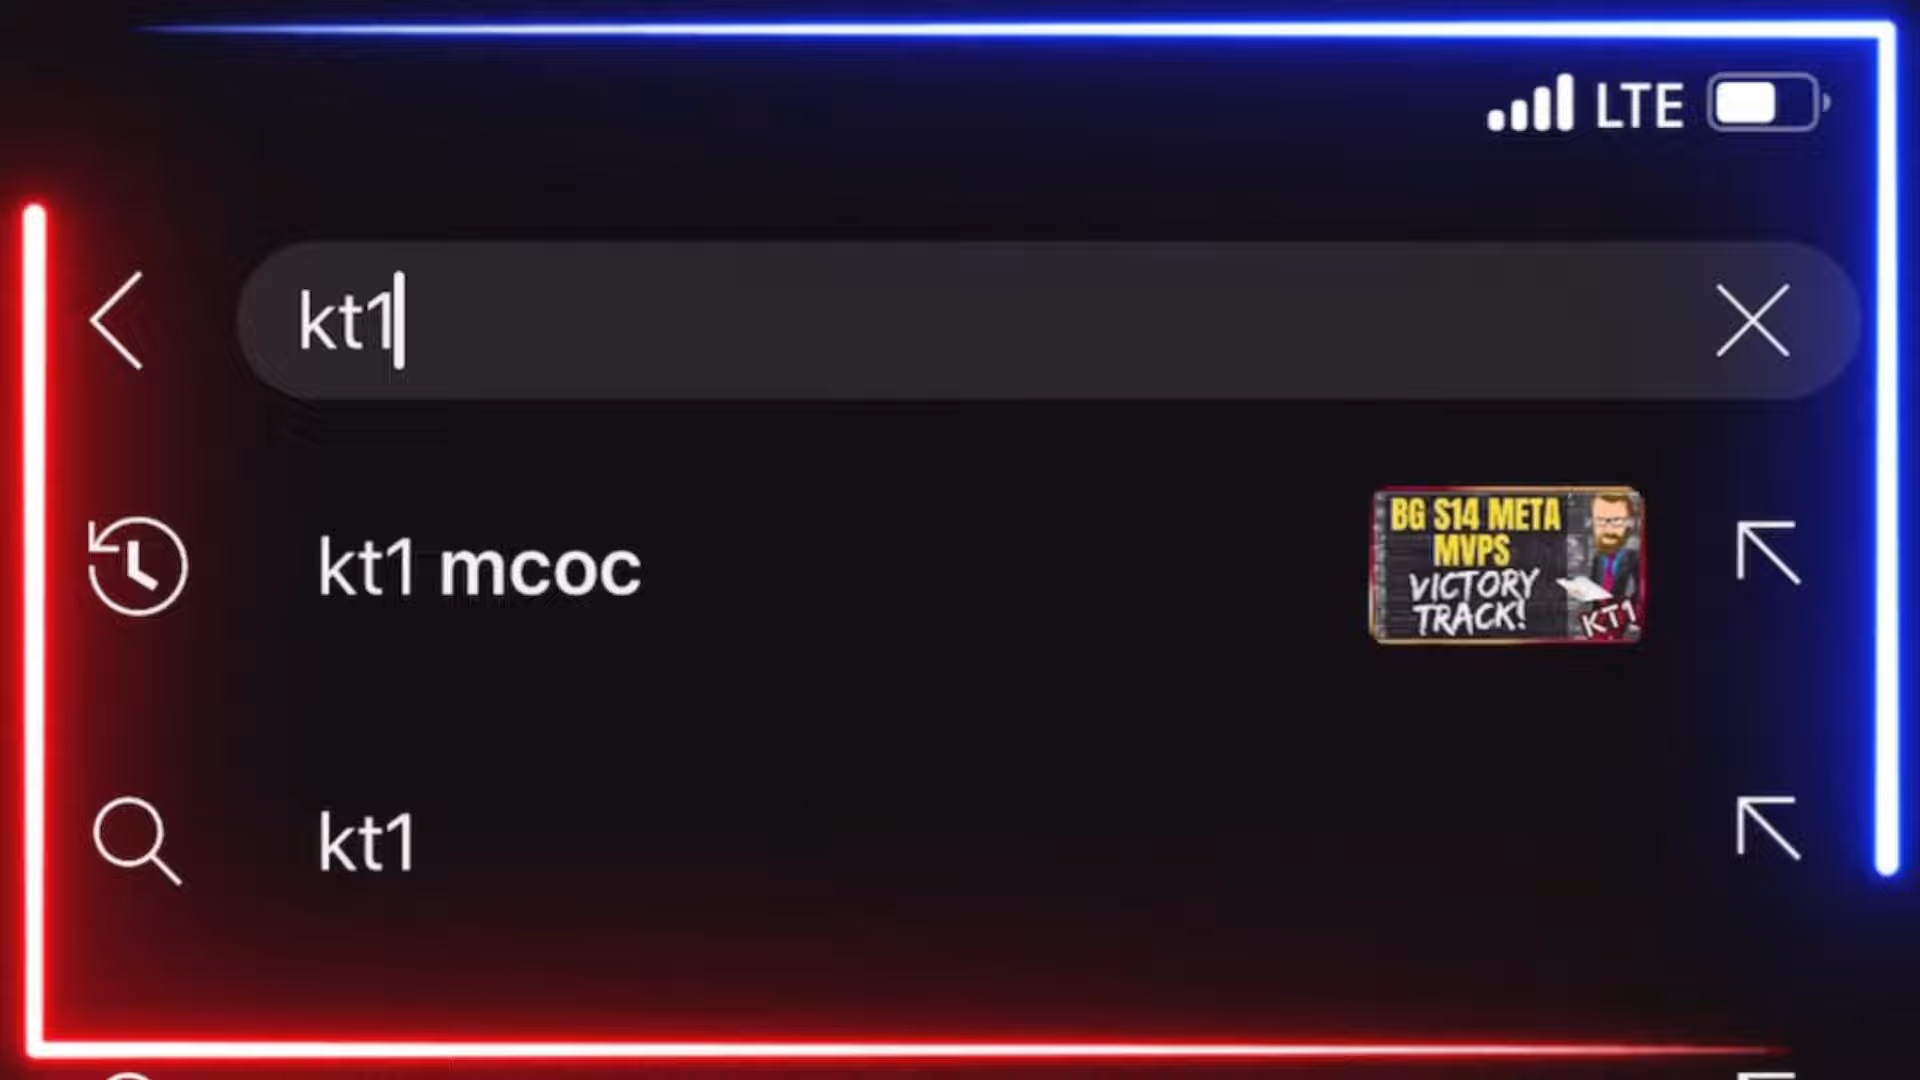 LTE
kt1
kt1 mcoc
BG S14 META
MVPS
VICTORY
TRACK!
KT1
kt1